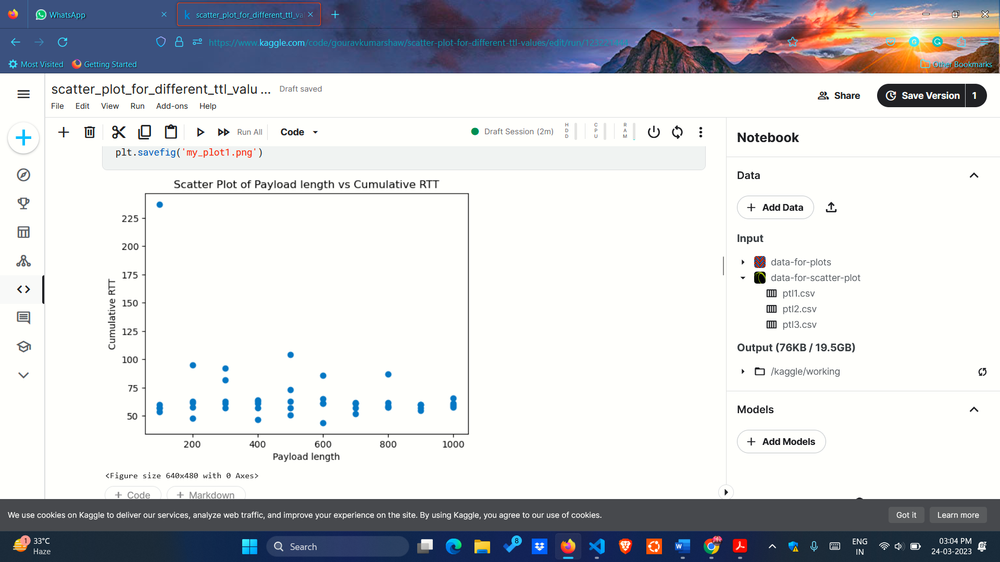 WhatsApp
scatter_plot_for_different_ttl_va
https://www.kaggle.com/code/gouravkumarshaw/scatter-plot-for-different-ttl-values/edit/run/123221444
Most Visited
Getting Started
Other Bookmarks
scatter_plot_for_different_ttl_valu ...
Draft saved
Share
Save Version
1
File Edit View Run Add-ons Help
Run All
Code
Draft Session (2m)
HDD
CPU
RAM
plt.savefig('my_plot1.png')
Scatter Plot of Payload length vs Cumulative RTT
225
200
175
150
125
100
75
50
Cumulative RTT
200 400 600 800 1000
Payload length
<Figure size 640x480 with 0 Axes>
+ Code
+ Markdown
Notebook
Data
+ Add Data
Input
data-for-plots
data-for-scatter-plot
ptl1.csv
ptl2.csv
ptl3.csv
Output (76KB / 19.5GB)
/kaggle/working
Models
+ Add Models
We use cookies on Kaggle to deliver our services, analyze web traffic, and improve your experience on the site. By using Kaggle, you agree to our use of cookies.
Got it
Learn more
1
33°C
Haze
Search
8
ENG
IN
03:04 PM
24-03-2023